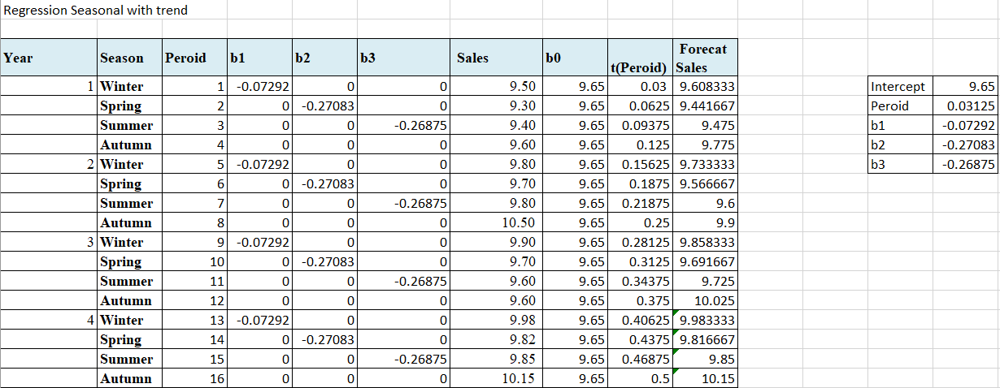 Regression Seasonal with trend
Year Season Peroid b1 b2 b3 Sales b0 t(Peroid) Forecat Sales
1 Winter 1 -0.07292 0 0 9.50 9.65 0.03 9.608333 Intercept 9.65
Spring 2 0 -0.27083 0 9.30 9.65 0.0625 9.441667 Peroid 0.03125
Summer 3 0 0 -0.26875 9.40 9.65 0.09375 9.475 b1 -0.07292
Autumn 4 0 0 0 9.60 9.65 0.125 9.775 b2 -0.27083
2 Winter 5 -0.07292 0 0 9.80 9.65 0.15625 9.733333 b3 -0.26875
Spring 6 0 -0.27083 0 9.70 9.65 0.1875 9.566667
Summer 7 0 0 -0.26875 9.80 9.65 0.21875 9.6
Autumn 8 0 0 0 10.50 9.65 0.25 9.9
3 Winter 9 -0.07292 0 0 9.90 9.65 0.28125 9.858333
Spring 10 0 -0.27083 0 9.70 9.65 0.3125 9.691667
Summer 11 0 0 -0.26875 9.60 9.65 0.34375 9.725
Autumn 12 0 0 0 9.60 9.65 0.375 10.025
4 Winter 13 -0.07292 0 0 9.98 9.65 0.40625 9.983333
Spring 14 0 -0.27083 0 9.82 9.65 0.4375 9.816667
Summer 15 0 0 -0.26875 9.85 9.65 0.46875 9.85
Autumn 16 0 0 0 10.15 9.65 0.5 10.15